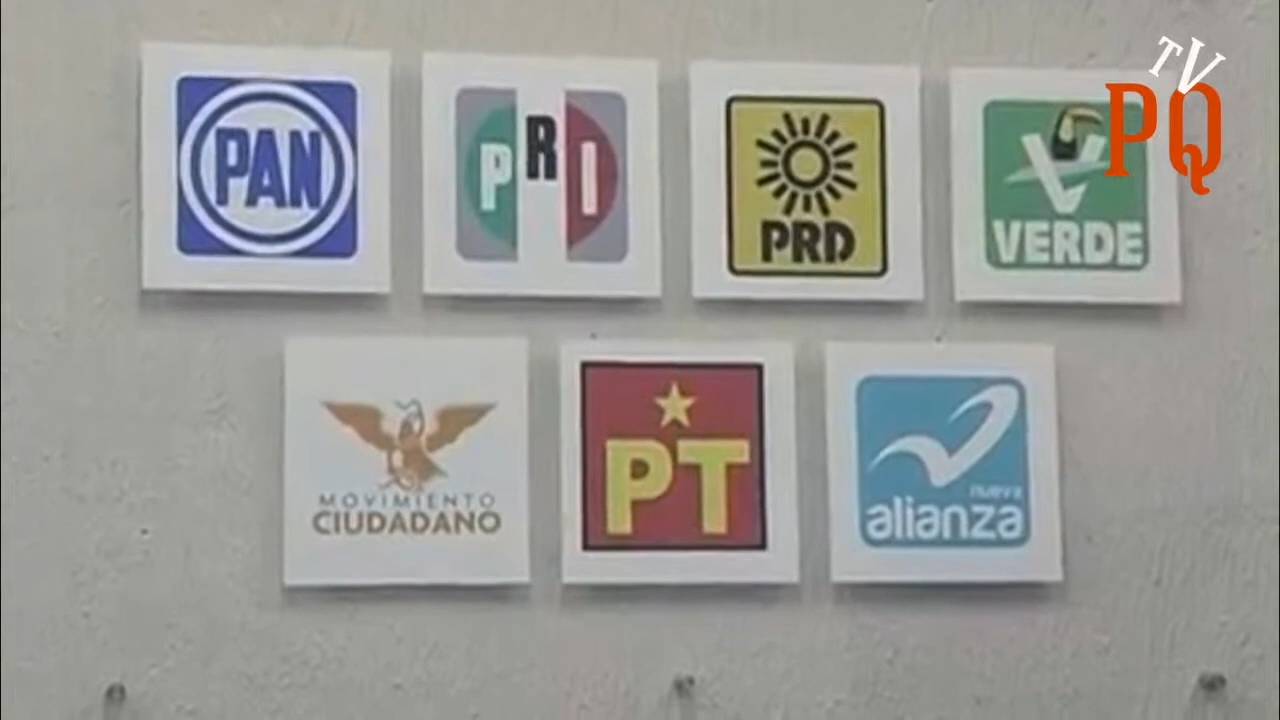 TV
PQ
PAN
PRI
PRD
VERDE
MOVIMIENTO
CIUDADANO
PT
nueva
alianza